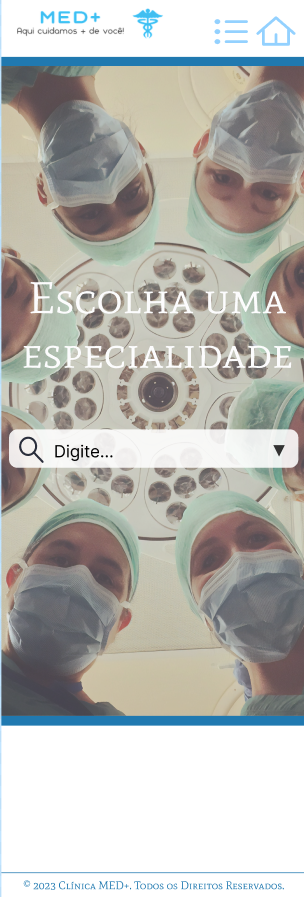 MED+
Aqui cuidamos + de você!
Escolha uma
especialidade
Digite...
© 2023 Clínica MED+. Todos os Direitos Reservados.